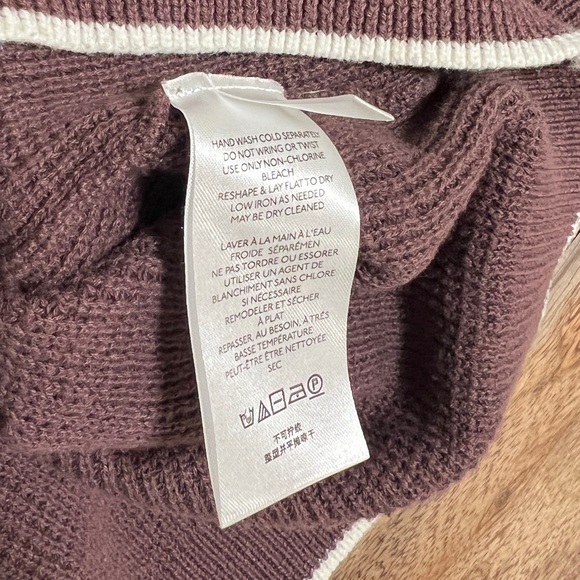 HAND WASH COLD SEPARATELY
DO NOT WRING OR TWIST
USE ONLY NON-CHLORINE
BLEACH
RESHAPE & LAY FLAT TO DRY
LOW IRON AS NEEDED
MAY BE DRY CLEANED
LAVER À LA MAIN À L'EAU
FROIDE SÉPARÉMEN
NE PAS TORDRE OU ESSORER
UTILISER UN AGENT DE
BLANCHIMENT SANS CHLORE
SI NÉCESSAIRE
REMODELER ET SÉCHER
À PLAT
REPASSER, AU BESOIN, À TRÈS
BASSE TEMPÉRATURE
PEUT-ÊTRE ÊTRE NETTOYÉE
SEC
P
不可拧绞
整型并平摊晾干